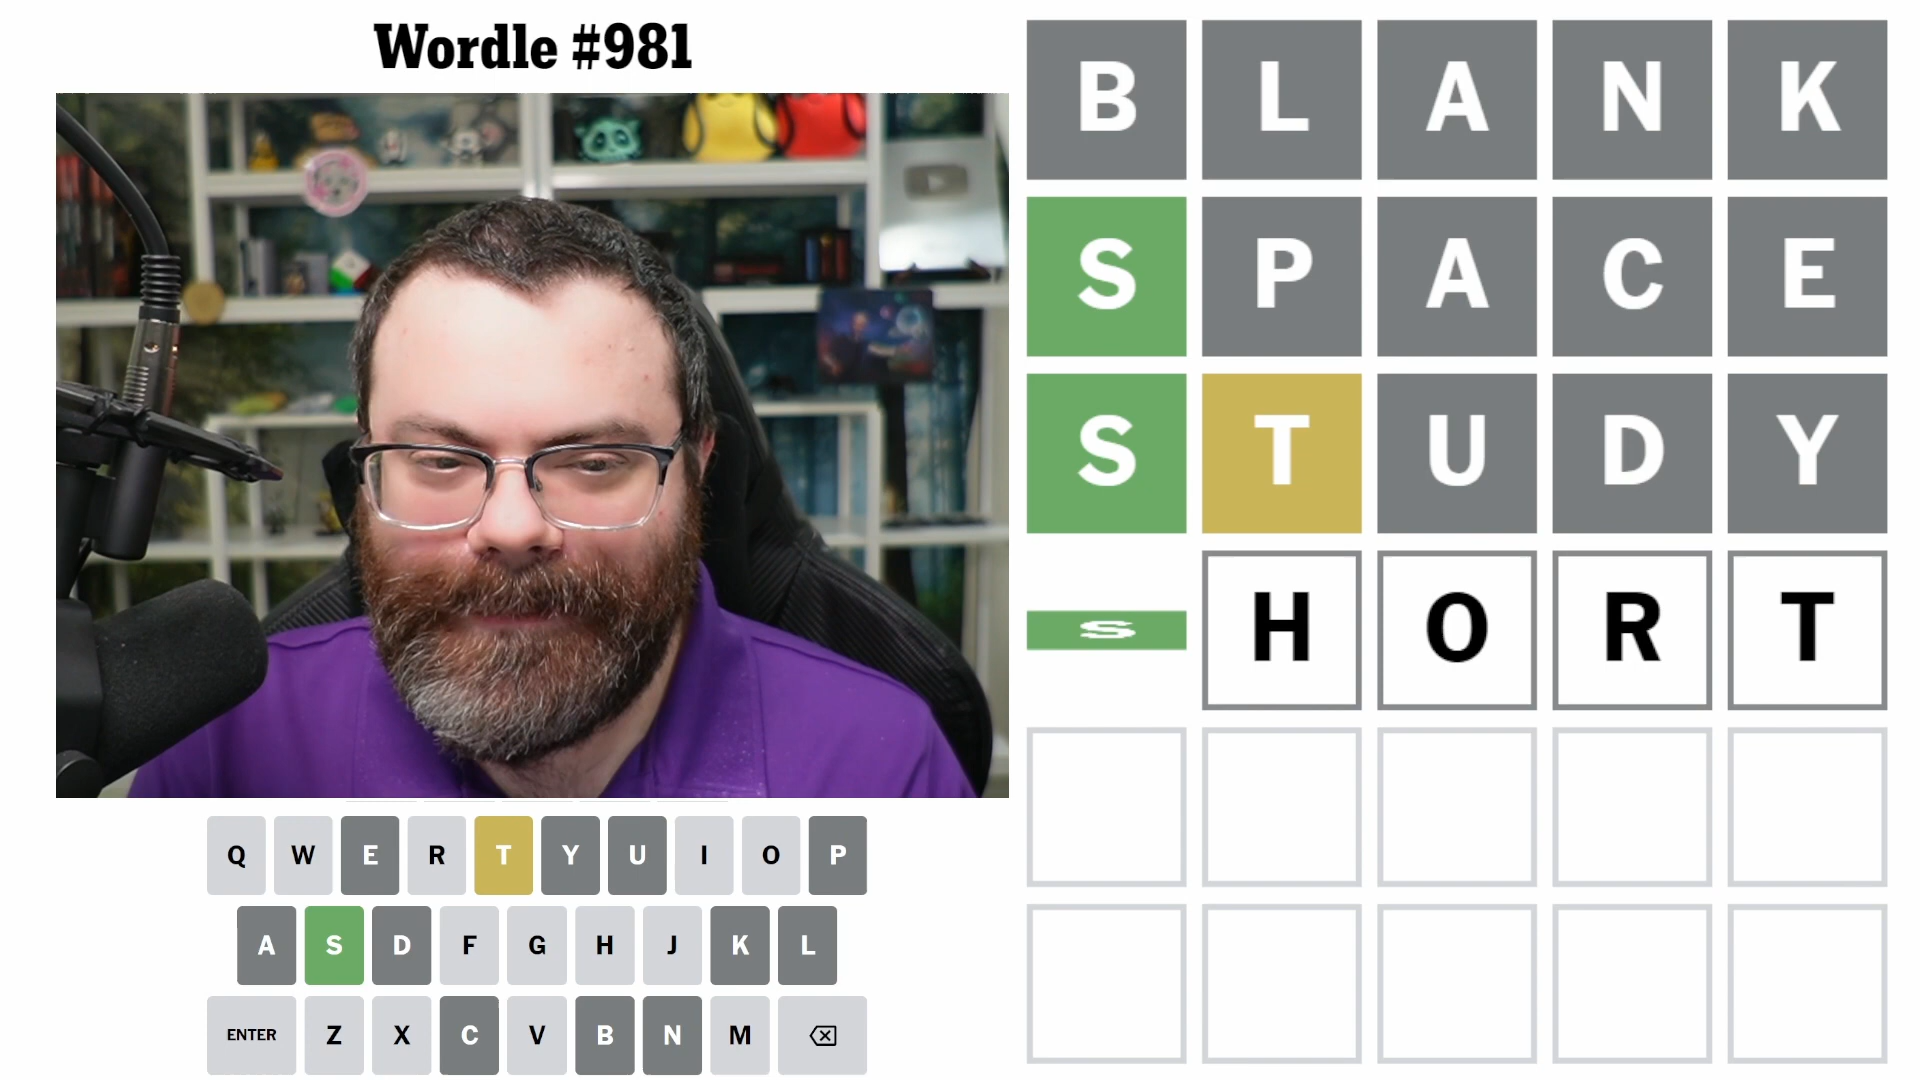 Wordle #981
B L A N K
S P A C E
S T U D Y
S H O R T
Q W E R T Y U I O P
A S D F G H J K L
ENTER Z X C V B N M